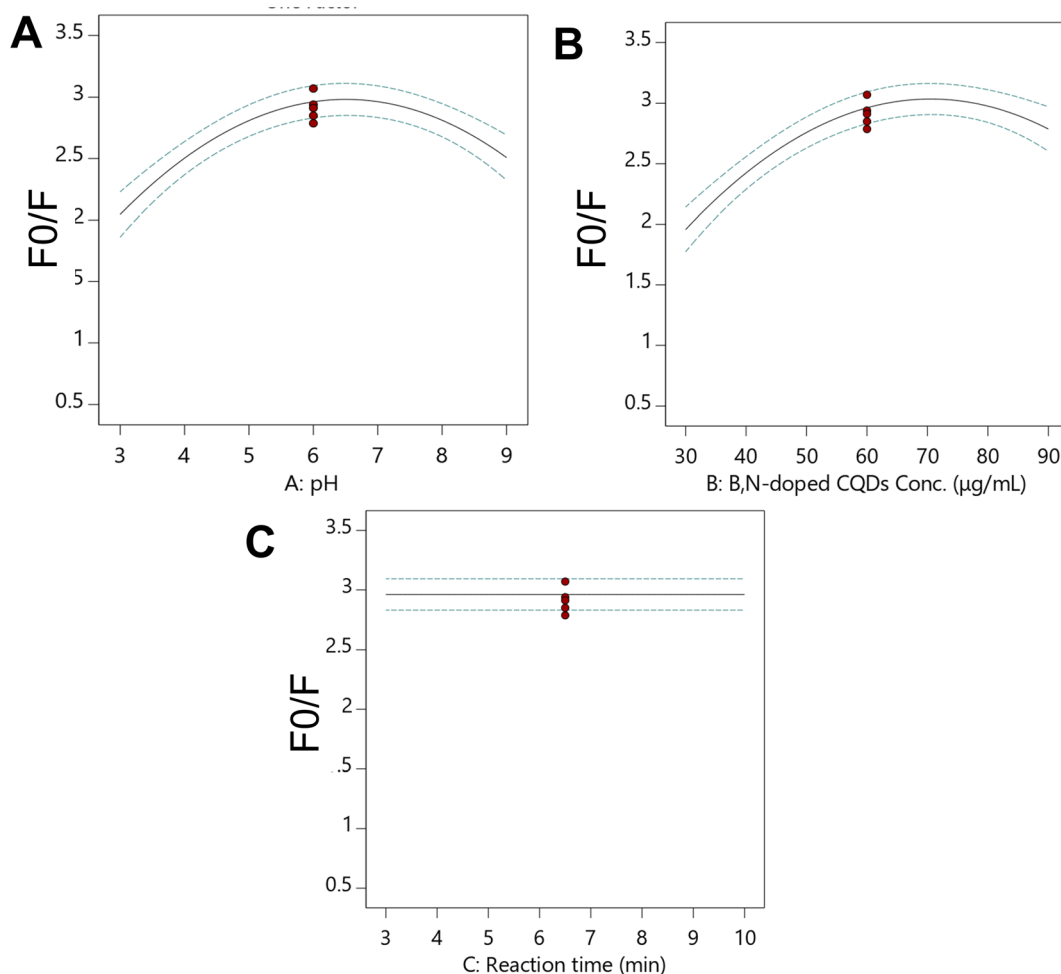 A
3.5
3
2.5
2
5
1
0.5
F0/F
3 4 5 6 7 8 9
A: pH
B
3.5
3
2.5
2
1.5
1
0.5
F0/F
30 40 50 60 70 80 90
B: B,N-doped CQDs Conc. (µg/mL)
C
3.5
3
2.5
2
.5
1
0.5
F0/F
3 4 5 6 7 8 9 10
C: Reaction time (min)